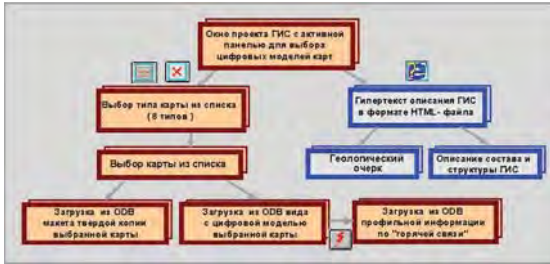 Окно проекта ГИС с активной
панелью для выбора
цифровых моделей карт
Выбор типа карты из списка
( 8 типов )
Гипертекст описания ГИС
в формате HTML- файла
Выбор карты из списка
Геологический
очерк
Описание состава и
структуры ГИС
Загрузка из ODB
макета твердой копии
выбранной карты
Загрузка из ODB вида
с цифровой моделью
выбранной карты
Загрузка из ODB
профильной информации
по "горячей связи"